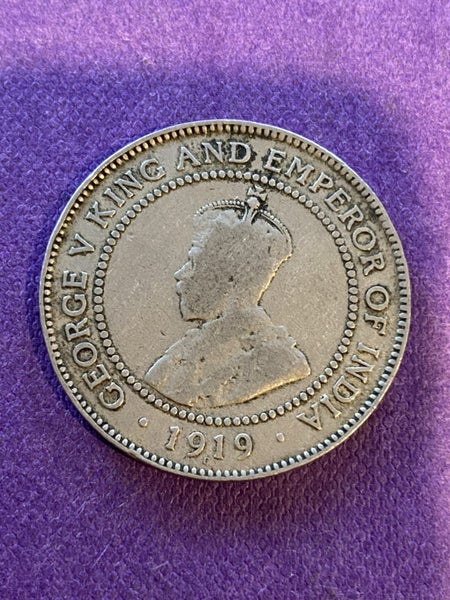 GEORGE V KING AND EMPEROR OF INDIA
· 1919 ·